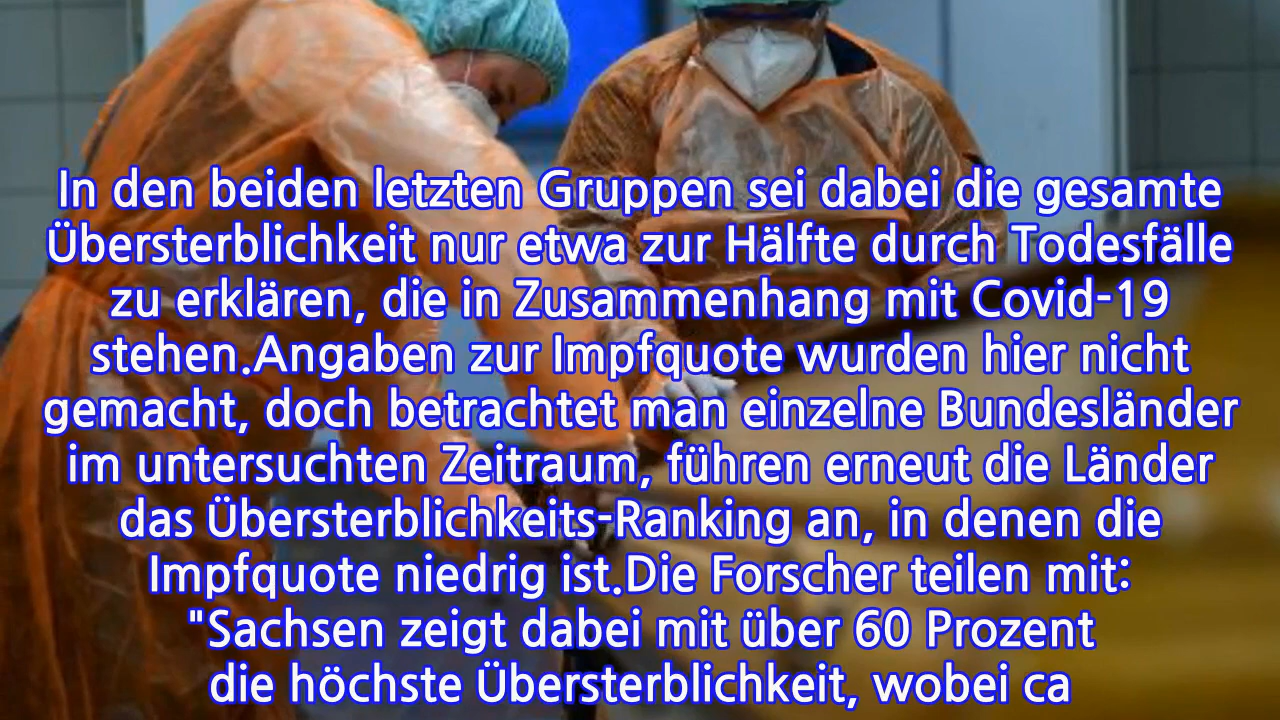 In den beiden letzten Gruppen sei dabei die gesamte
Übersterblichkeit nur etwa zur Hälfte durch Todesfälle
zu erklären, die in Zusammenhang mit Covid-19
stehen.Angaben zur Impfquote wurden hier nicht
gemacht, doch betrachtet man einzelne Bundesländer
im untersuchten Zeitraum, führen erneut die Länder
das Übersterblichkeits-Ranking an, in denen die
Impfquote niedrig ist.Die Forscher teilen mit:
"Sachsen zeigt dabei mit über 60 Prozent
die höchste Übersterblichkeit, wobei ca